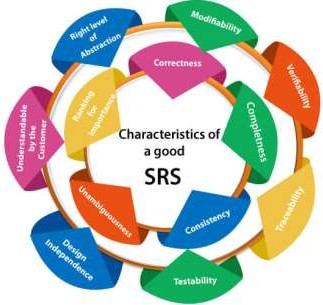 Characteristics of
a good
SRS
Correctness
Completness
Consistency
Unambiguousness
Ranking
for
Importance
Modifiability
Verifiability
Traceability
Testability
Design
Independence
Understandable
by the
Customer
Right level
of
Abstraction